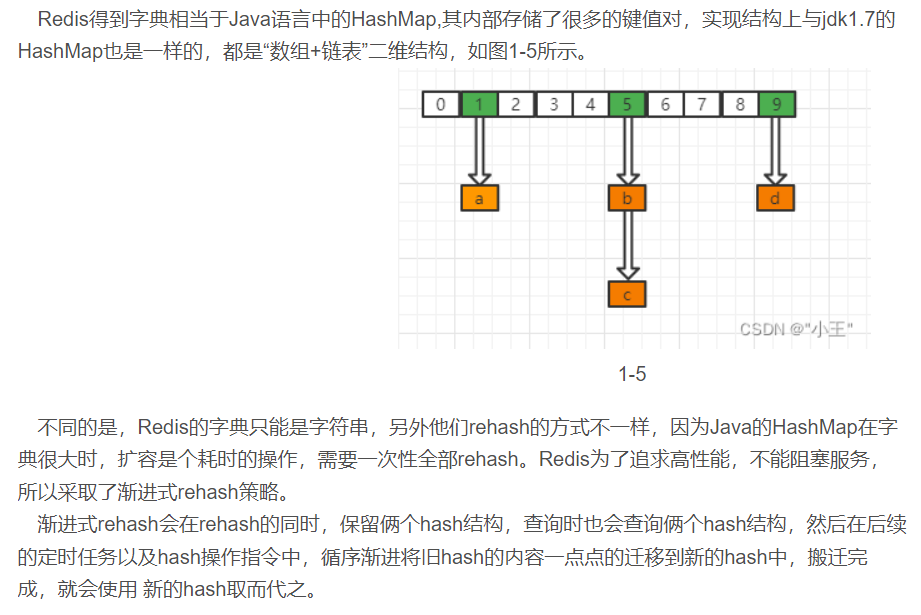 Redis得到字典相当于Java语言中的HashMap,其内部存储了很多的键值对，实现结构上与jdk1.7的
HashMap也是一样的，都是“数组+链表”二维结构，如图1-5所示。
0 1 2 3 4 5 6 7 8 9
a b d
c
CSDN @"小王"
1-5
不同的是，Redis的字典只能是字符串，另外他们rehash的方式不一样，因为Java的HashMap在字
典很大时，扩容是个耗时的操作，需要一次性全部rehash。Redis为了追求高性能，不能阻塞服务，
所以采取了渐进式rehash策略。
渐进式rehash会在rehash的同时，保留俩个hash结构，查询时也会查询俩个hash结构，然后在后续
的定时任务以及hash操作指令中，循序渐进将旧hash的内容一点点的迁移到新的hash中，搬迁完
成，就会使用 新的hash取而代之。